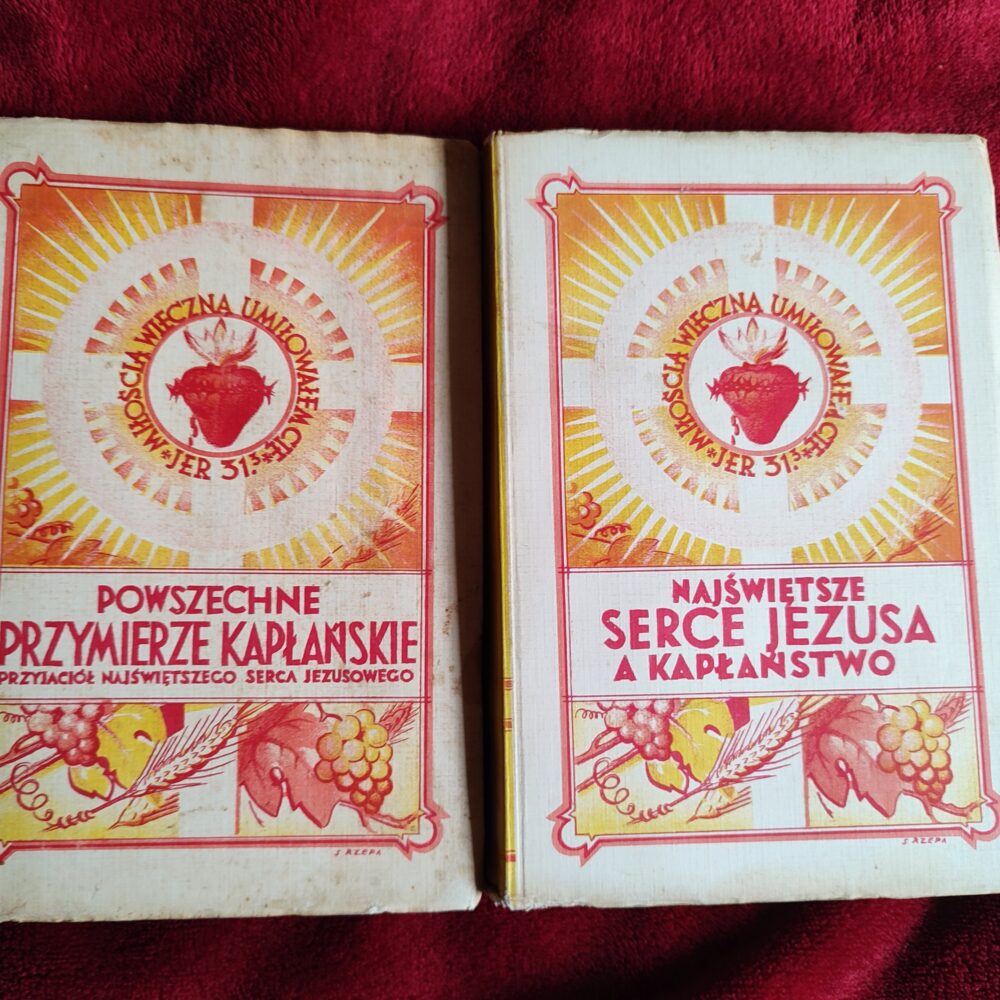 MIŁOŚCIĄ WIECZNĄ UMIŁOWAŁEM CIĘ
* JER 31.3 *
POWSZECHNE
PRZYMIERZE KAPŁAŃSKIE
PRZYJACIÓŁ NAJŚWIĘTSZEGO SERCA JEZUSOWEGO
S RZEPA
MIŁOŚCIĄ WIECZNĄ UMIŁOWAŁEM CIĘ
* JER 31.3 *
NAJŚWIĘTSZE
SERCE JEZUSA
A KAPŁAŃSTWO
S RZEPA